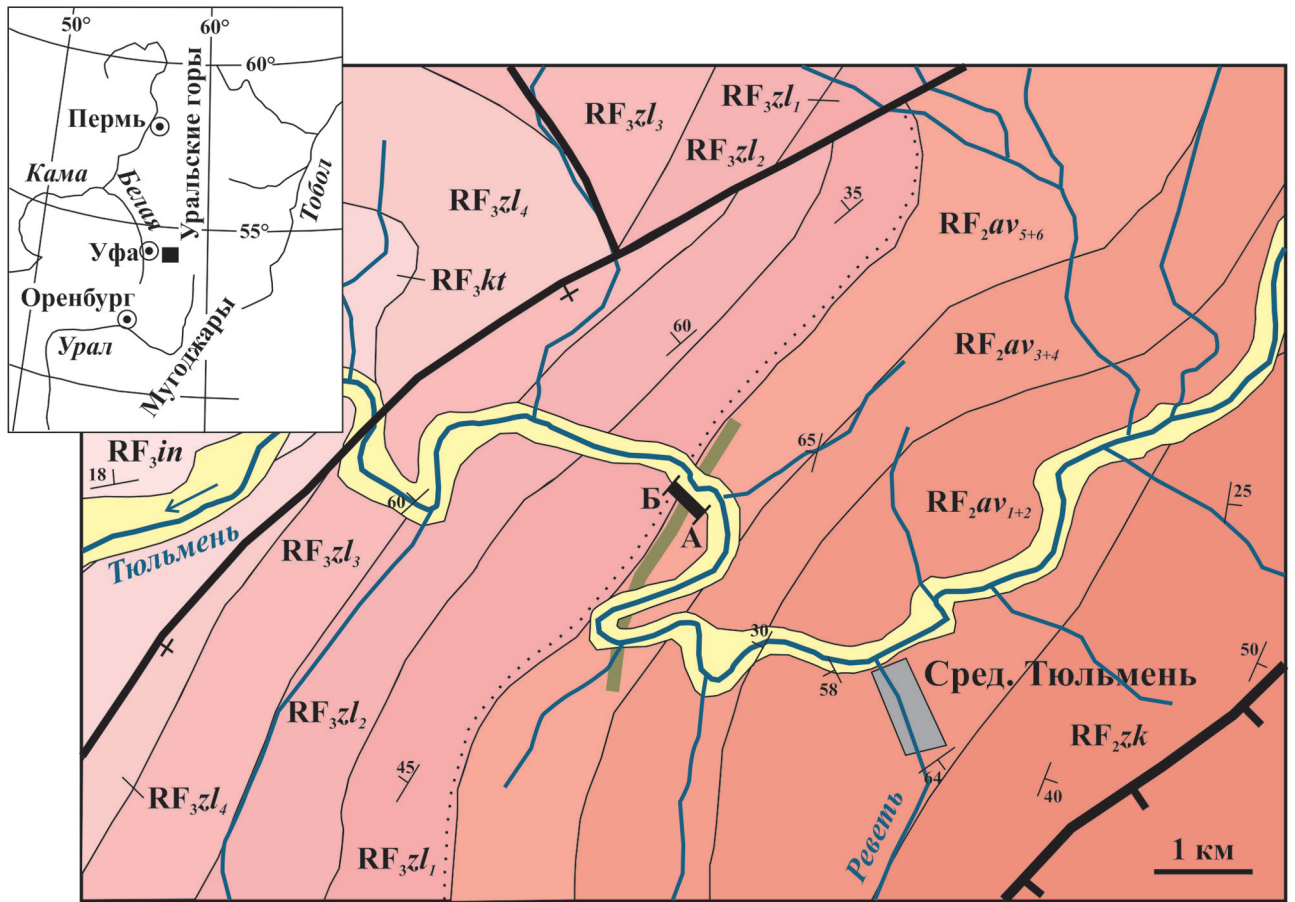 50°
60°
60°
Пермь
Уральские горы
Кама
Белая
Тобол
Уфа
55°
Оренбург
Урал
Мугоджары
RF₃zl₃
RF₃zl₁
RF₃zl₂
RF₃zl₄
35
RF₂av₅₊₆
RF₃kt
60
RF₂av₃₊₄
RF₃in
18
65
Б
А
60
RF₂av₁₊₂
25
Тюльмень
RF₃zl₃
30
58
Сред. Тюльмень
50
RF₃zl₂
RF₂zk
64
40
45
RF₃zl₄
Реветь
RF₃zl₁
1 км